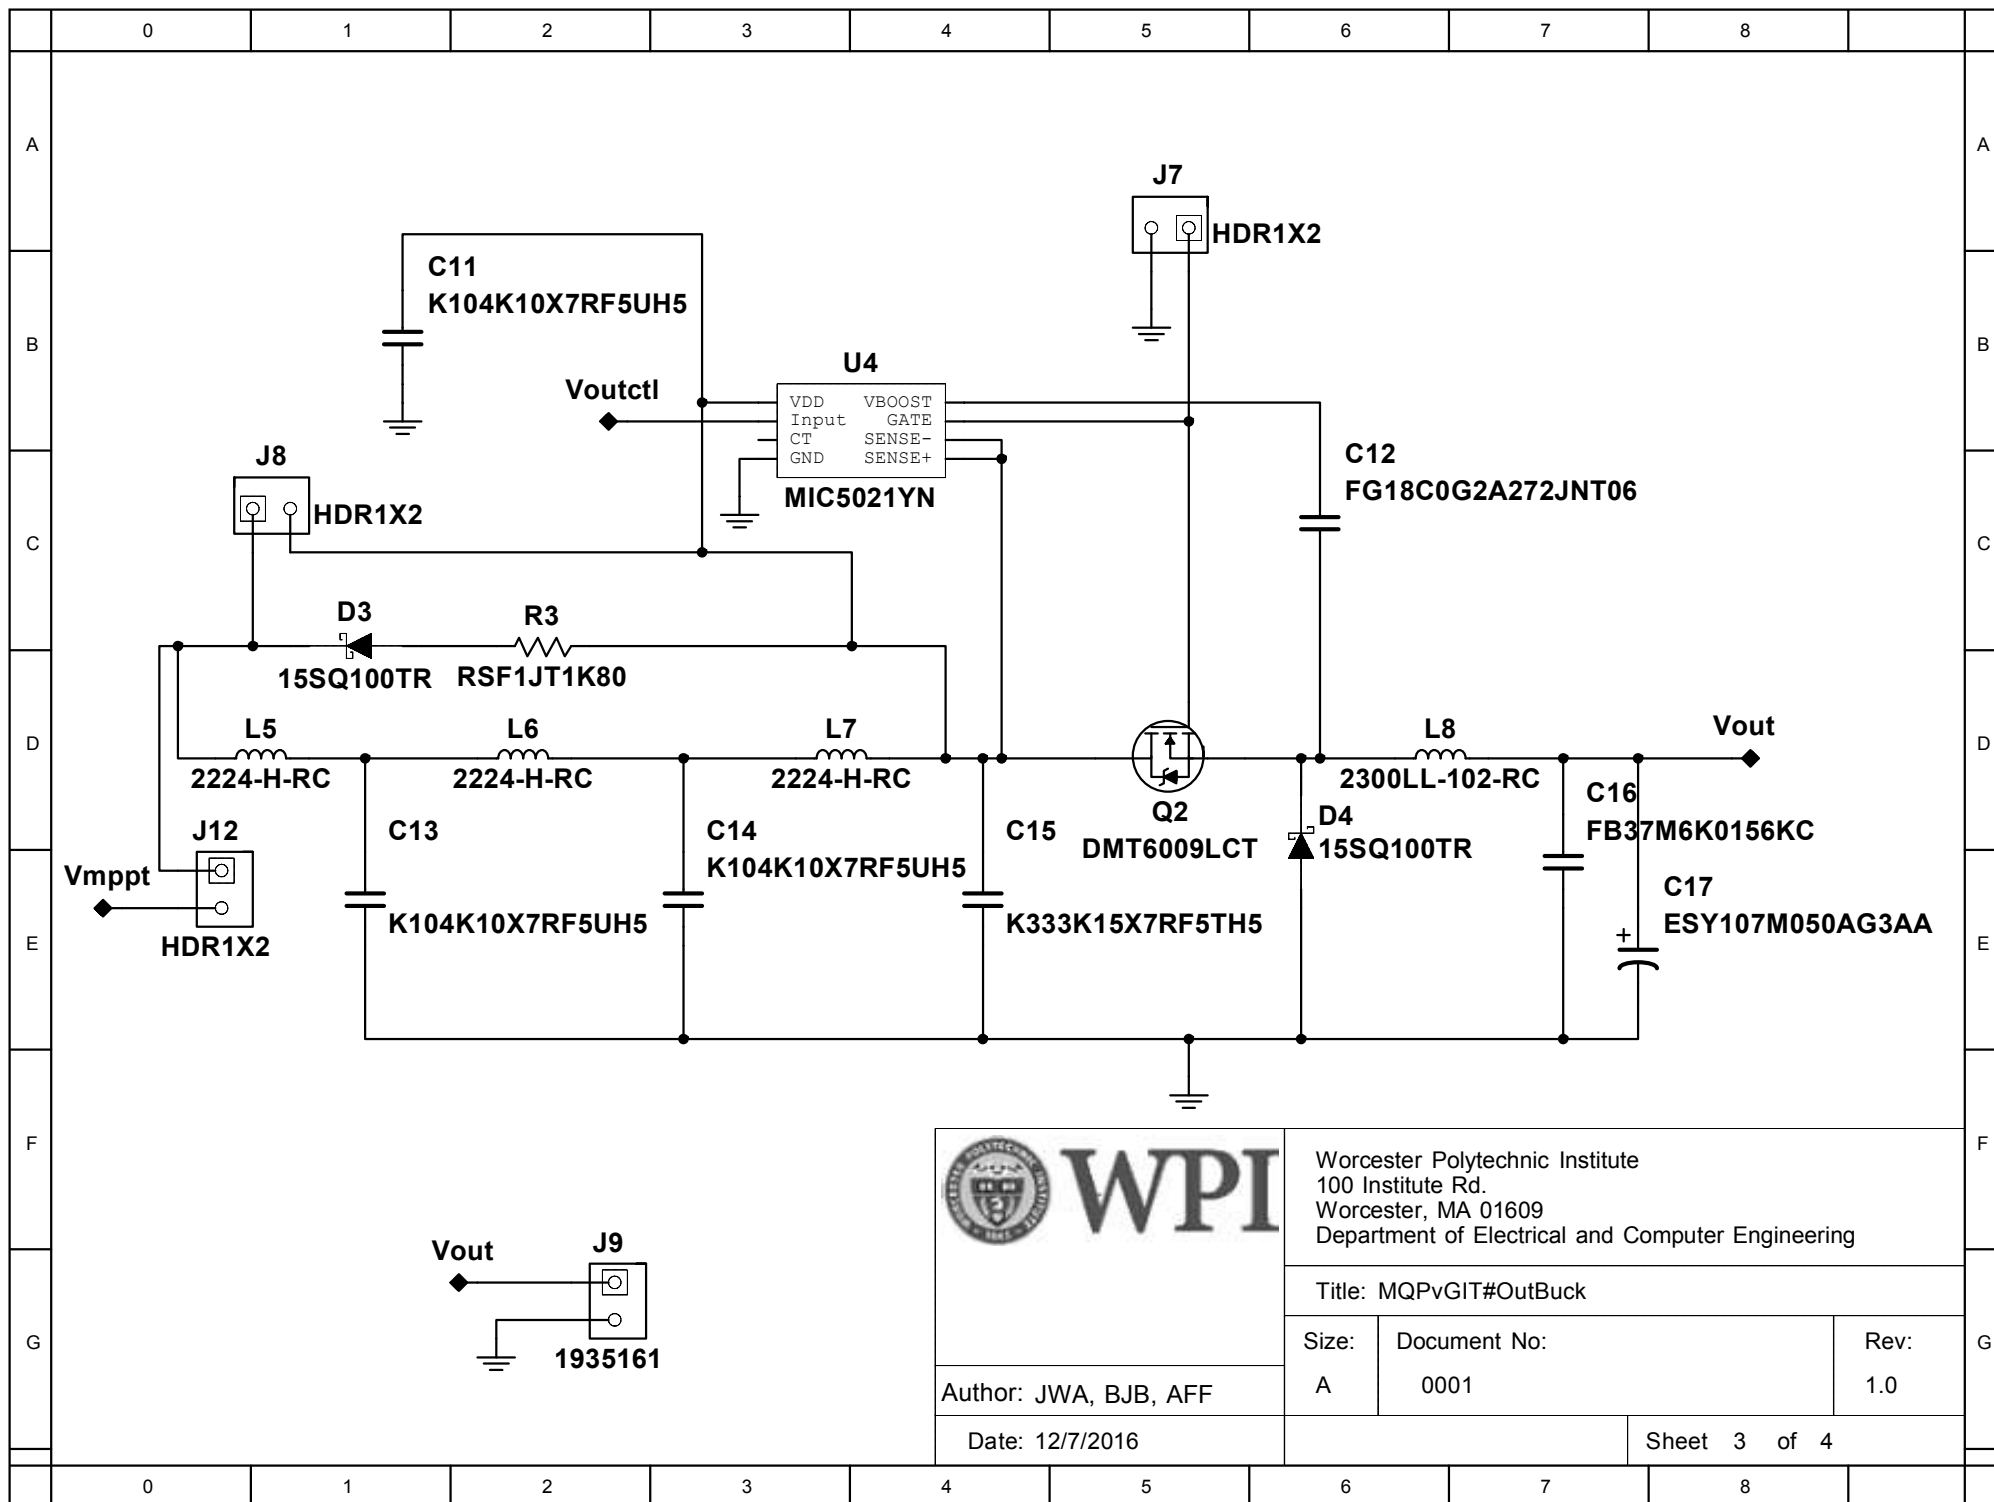 0 1 2 3 4 5 6 7 8
A A
J7
HDR1X2
C11
K104K10X7RF5UH5
B B
U4
Voutctl
VDD VBOOST
Input GATE
CT SENSE-
GND SENSE+
MIC5021YN
C12
FG18C0G2A272JNT06
J8
HDR1X2
C C
D3 R3
15SQ100TR RSF1JT1K80
L5 L6 L7 L8 Vout
D D
2224-H-RC 2224-H-RC 2224-H-RC 2300LL-102-RC
Q2
DMT6009LCT
D4
15SQ100TR
C16
FB37M6K0156KC
J12 C13 C14 C15
K104K10X7RF5UH5
Vmppt
C17
+ ESY107M050AG3AA
K104K10X7RF5UH5 K333K15X7RF5TH5
HDR1X2
E E
F F
WPI
Worcester Polytechnic Institute
100 Institute Rd.
Worcester, MA 01609
Department of Electrical and Computer Engineering
Vout J9
1935161
Title: MQPvGIT#OutBuck
G G
Size: Document No: Rev:
A 0001 1.0
Author: JWA, BJB, AFF
Date: 12/7/2016
Sheet 3 of 4
0 1 2 3 4 5 6 7 8